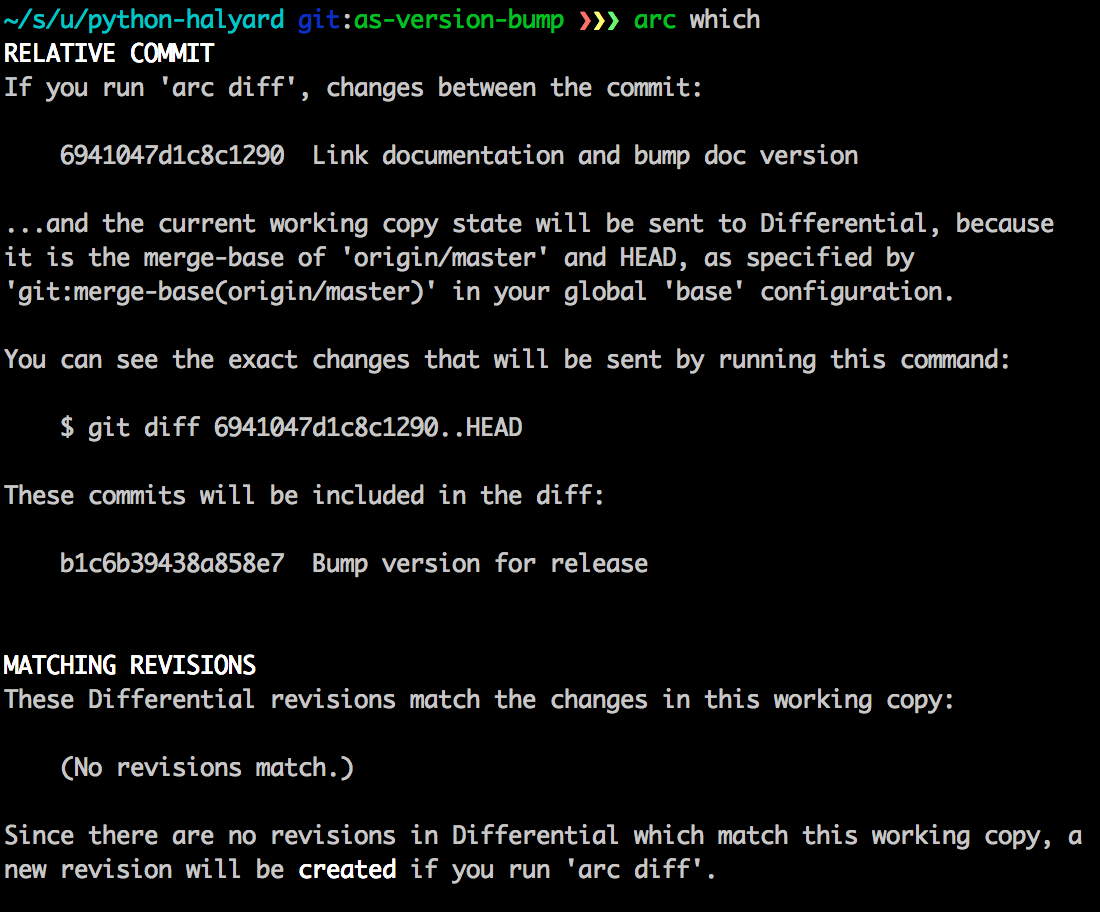 ~/s/u/python-halyard git:as-version-bump ❯❯❯ arc which
RELATIVE COMMIT
If you run 'arc diff', changes between the commit:
6941047d1c8c1290  Link documentation and bump doc version
...and the current working copy state will be sent to Differential, because
it is the merge-base of 'origin/master' and HEAD, as specified by
'git:merge-base(origin/master)' in your global 'base' configuration.
You can see the exact changes that will be sent by running this command:
$ git diff 6941047d1c8c1290..HEAD
These commits will be included in the diff:
b1c6b39438a858e7  Bump version for release
MATCHING REVISIONS
These Differential revisions match the changes in this working copy:
(No revisions match.)
Since there are no revisions in Differential which match this working copy, a
new revision will be created if you run 'arc diff'.